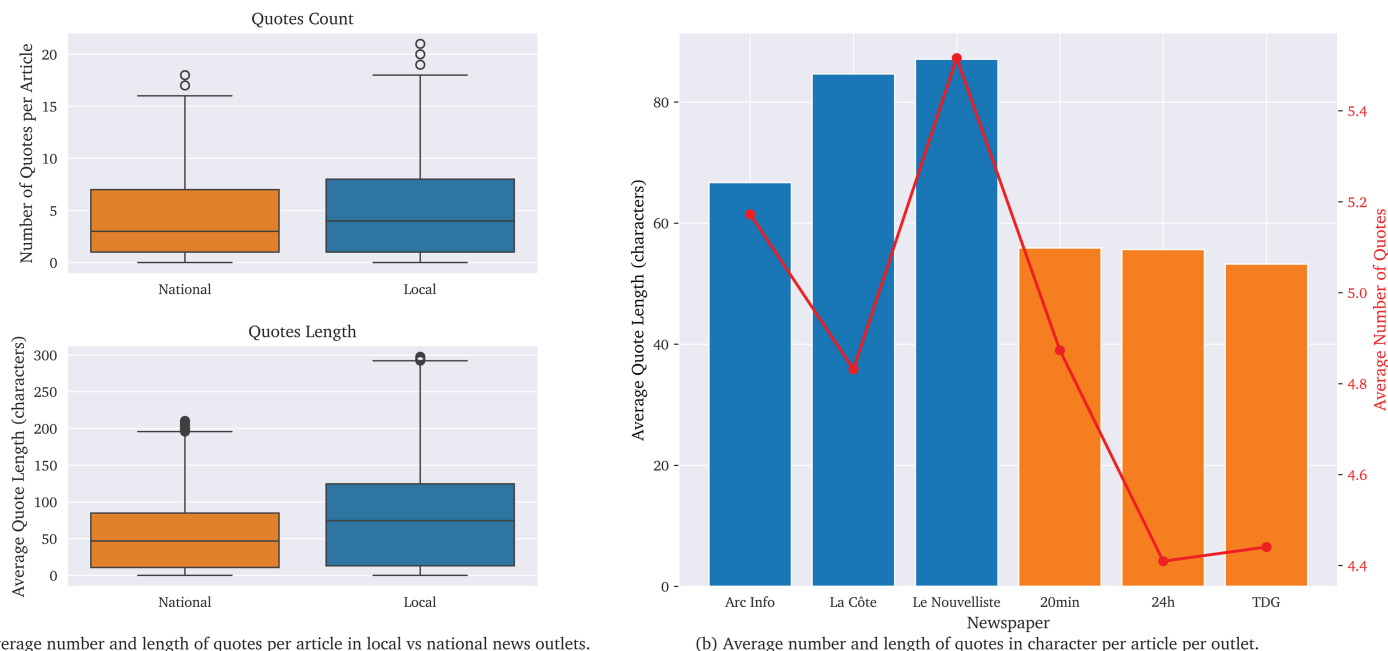 Quotes Count
Number of Quotes per Article
20
15
10
5
0
National Local
Quotes Length
Average Quote Length (characters)
300
250
200
150
100
50
0
National Local
average number and length of quotes per article in local vs national news outlets.
Average Quote Length (characters)
80
60
40
20
0
5.4
5.2
5.0
4.8
4.6
4.4
Average Number of Quotes
Arc Info La Côte Le Nouvelliste 20min 24h TDG
Newspaper
(b) Average number and length of quotes in character per article per outlet.